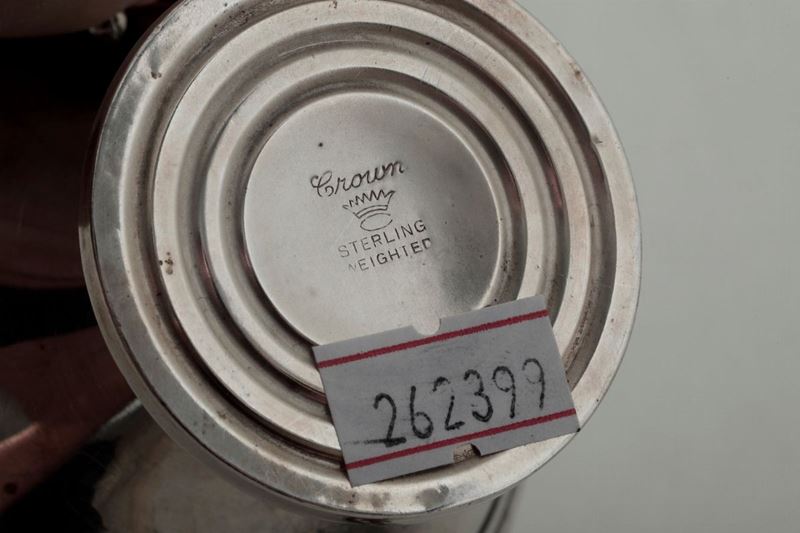 Crown
STERLING
WEIGHTED
262399